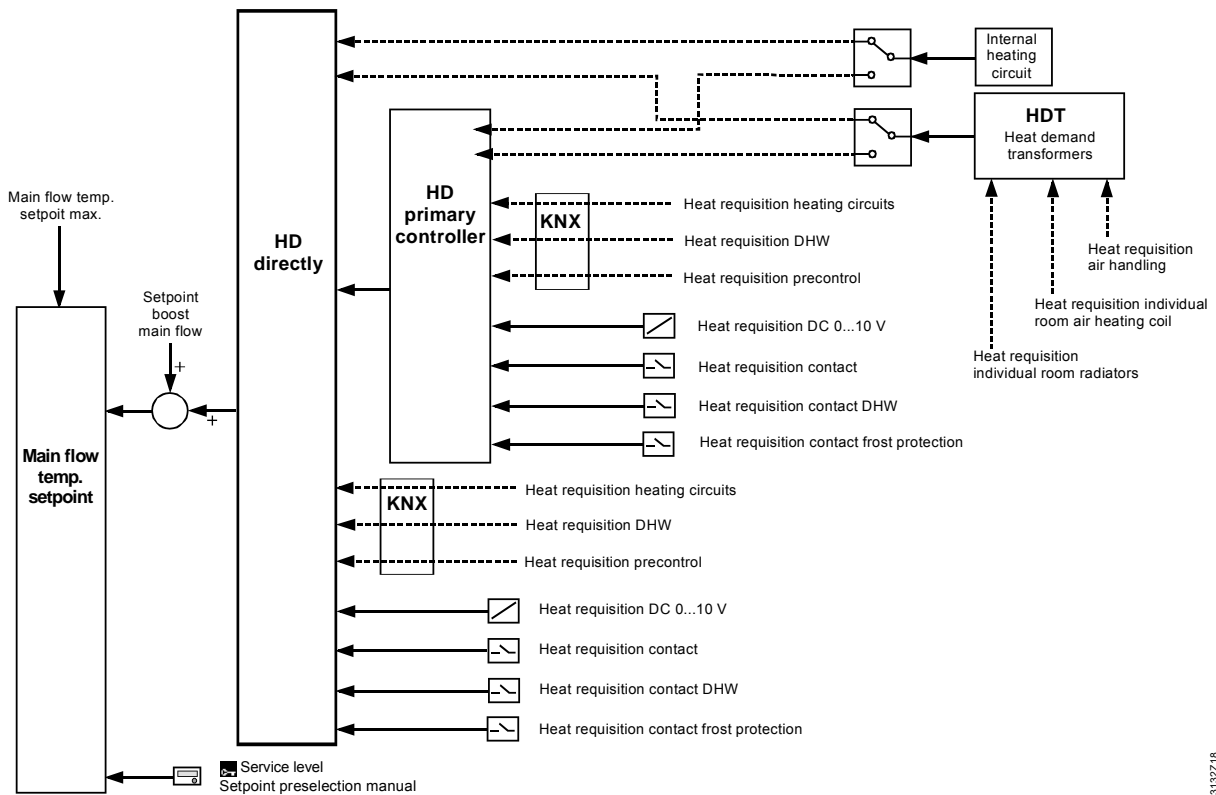 Internal
heating
circuit
HDT
Heat demand
transformers
Main flow temp.
setpoit max.
HD
directly
HD
primary
controller
KNX
Heat requisition heating circuits
Heat requisition DHW
Heat requisition precontrol
Heat requisition
air handling
Heat requisition individual
room air heating coil
Heat requisition
individual room radiators
Setpoint
boost
main flow
+
+
Heat requisition DC 0...10 V
Heat requisition contact
Heat requisition contact DHW
Heat requisition contact frost protection
Main flow
temp.
setpoint
KNX
Heat requisition heating circuits
Heat requisition DHW
Heat requisition precontrol
Heat requisition DC 0...10 V
Heat requisition contact
Heat requisition contact DHW
Heat requisition contact frost protection
Service level
Setpoint preselection manual
3132Z18